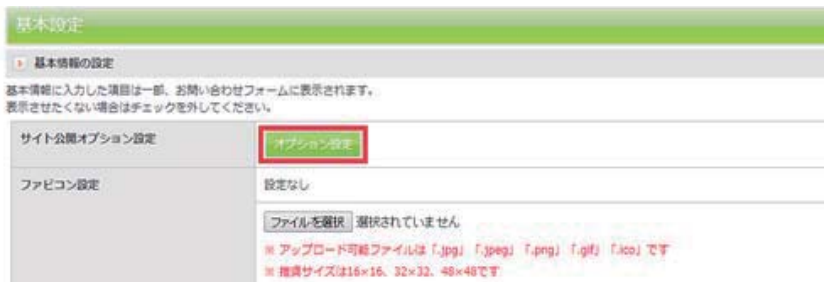 基本設定
基本情報の設定
基本情報に入力した項目は一部、お問い合わせフォームに表示されます。
表示させたくない場合はチェックを外してください。
サイト公開オプション設定
オプション設定
ファビコン設定
設定なし
ファイルを選択 選択されていません
※ アップロード可能ファイルは「.jpg」「.jpeg」「.png」「.gif」「.ico」です
※ 推奨サイズは16×16、32×32、48×48です